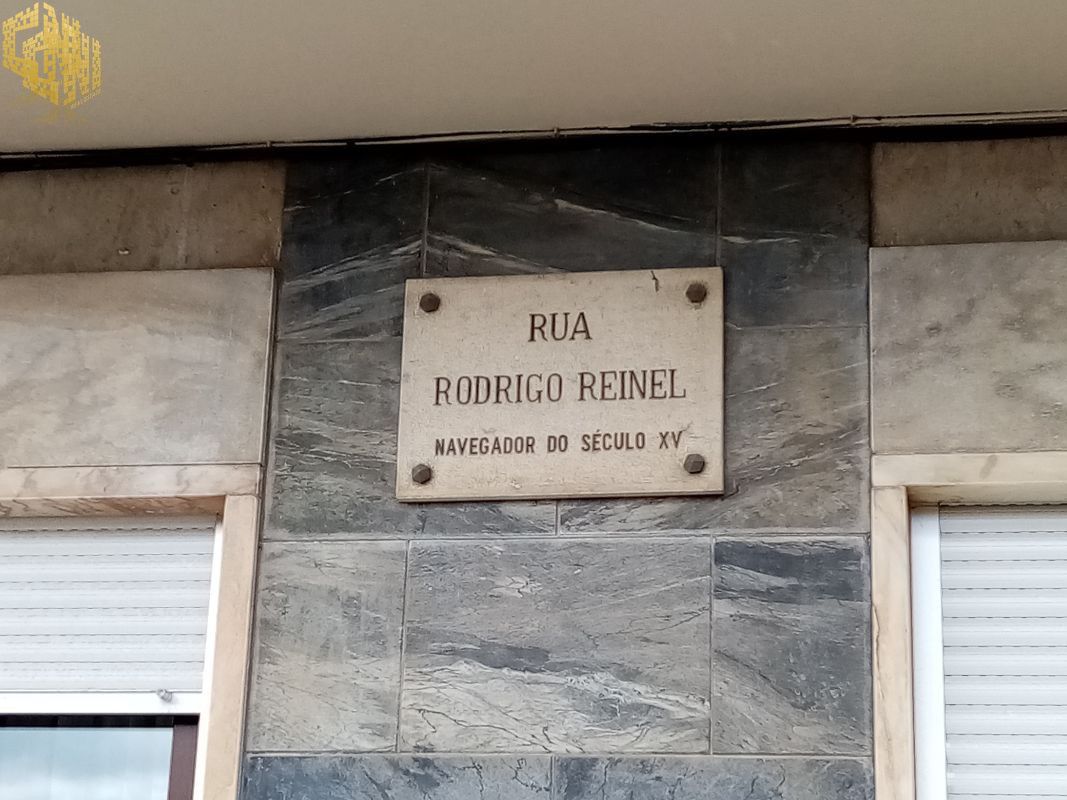 RUA
RODRIGO REINEL
NAVEGADOR DO SÉCULO XV